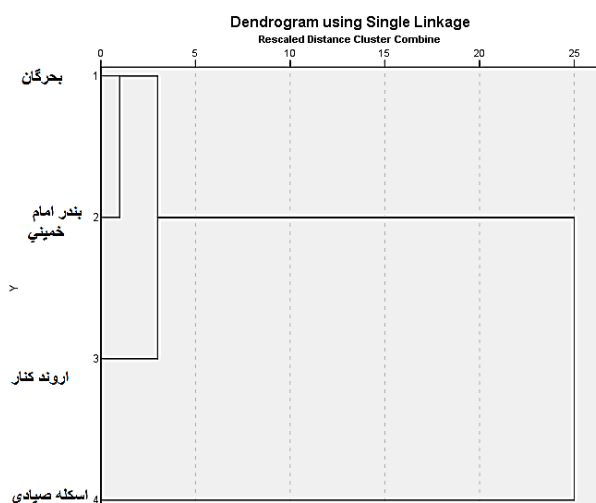 Dendrogram using Single Linkage
Rescaled Distance Cluster Combine
0 5 10 15 20 25
بحرگان 1
بندر امام 2
خميني
Y
3
اروند کنار
اسکله صیادی 4